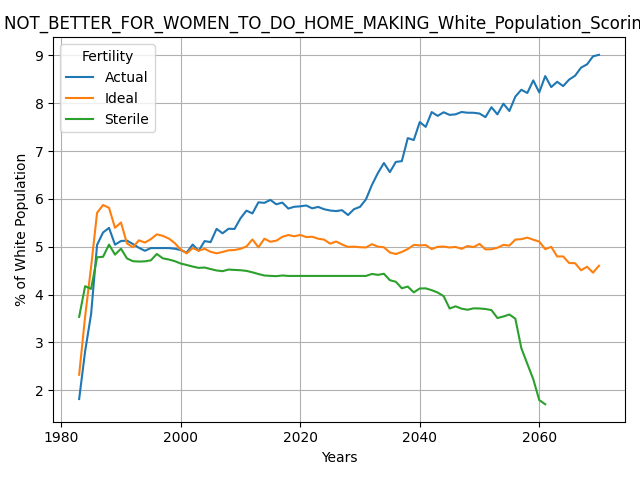 NOT_BETTER_FOR_WOMEN_TO_DO_HOME_MAKING_White_Population_Scorin
Fertility
Actual
Ideal
Sterile
% of White Population
9
8
7
6
5
4
3
2
1980 2000 2020 2040 2060
Years